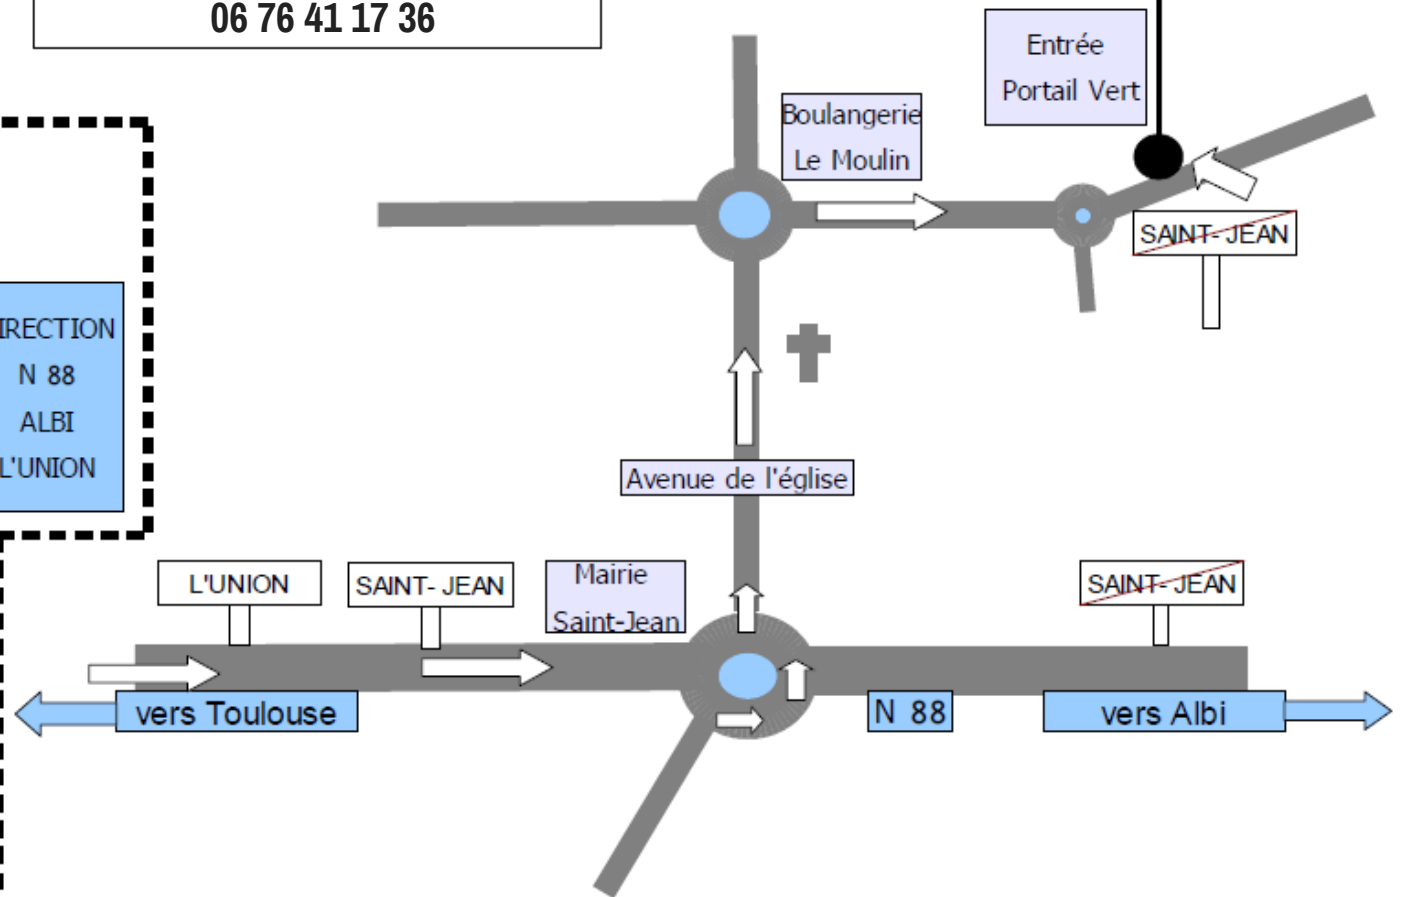 06 76 41 17 36
Entrée
Portail Vert
Boulangerie
Le Moulin
SAINT-JEAN
IRECTION
N 88
ALBI
L'UNION
Avenue de l'église
L'UNION
SAINT-JEAN
Mairie
Saint-Jean
SAINT-JEAN
vers Toulouse
N 88
vers Albi